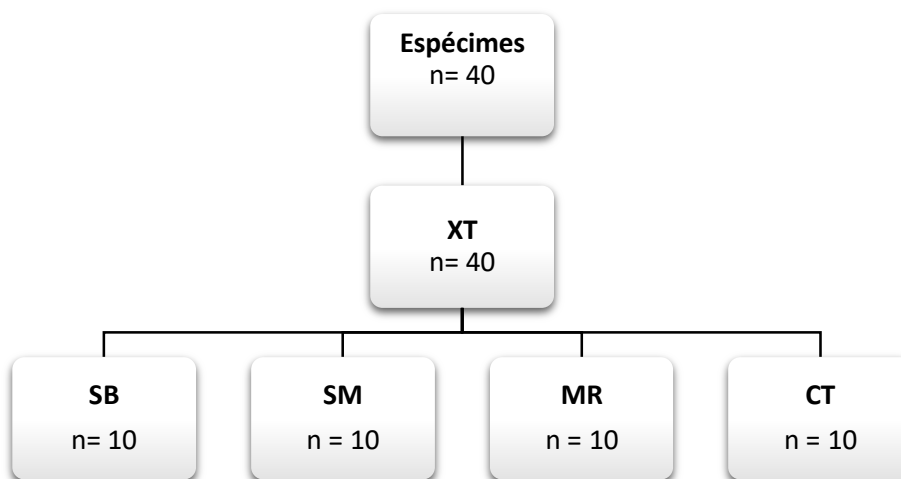 Espécimes
n= 40
XT
n= 40
SB
n= 10
SM
n = 10
MR
n = 10
CT
n = 10